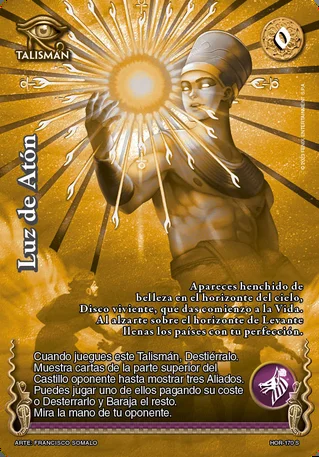 TALISMÁN
0
Luz de Atón
Apareces henchido de
belleza en el horizonte del cielo,
Disco viviente, que das comienzo a la Vida.
Al alzarte sobre el horizonte de Levante
llenas los países con tu perfección.
Cuando juegues este Talismán, Destiérralo.
Muestra cartas de la parte superior del
Castillo oponente hasta mostrar tres Aliados.
Puedes jugar uno de ellos pagando su coste
o Desterrarlo y Baraja el resto.
Mira la mano de tu oponente.
ARTE: FRANCISCO SOMALO
HOR-170 S